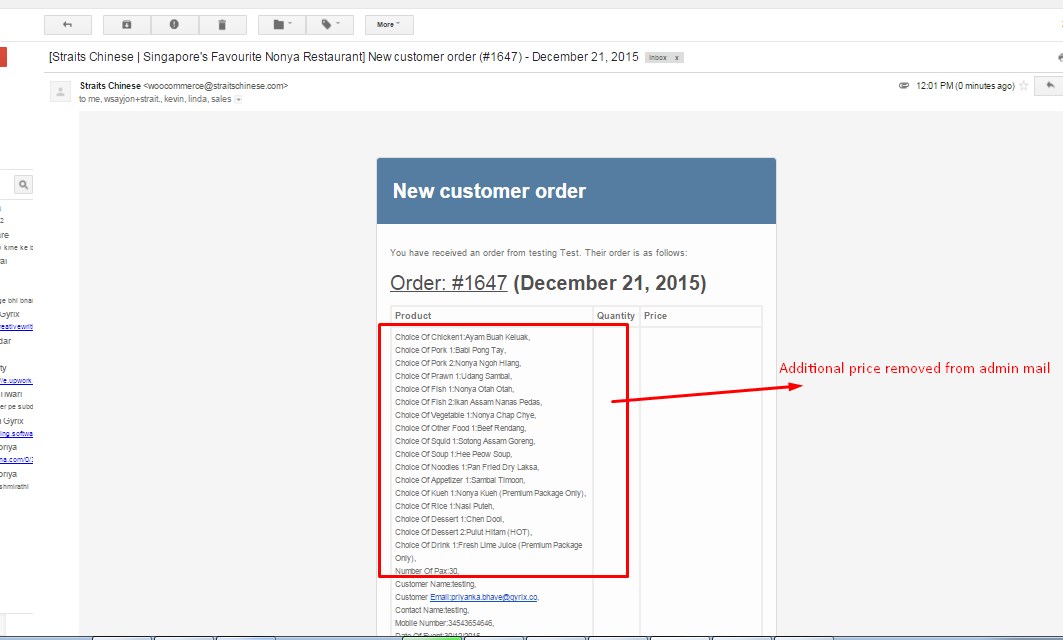 More
[Straits Chinese | Singapore's Favourite Nonya Restaurant] New customer order (#1647) - December 21, 2015 Inbox x
Straits Chinese <woocommerce@straitschinese.com>
12:01 PM (0 minutes ago)
to me, wsayjon+strait., kevin, linda, sales
New customer order
You have received an order from testing Test. Their order is as follows:
Order: #1647 (December 21, 2015)
Product Quantity Price
Choice Of Chicken1:Ayam Buah Keluak,
Choice Of Pork 1:Babi Pong Tay,
Choice Of Pork 2:Nonya Ngoh Hiang,
Choice Of Prawn 1:Udang Sambal,
Choice Of Fish 1:Nonya Otah Otah,
Choice Of Fish 2:Ikan Assam Nanas Pedas,
Choice Of Vegetable 1:Nonya Chap Chye,
Choice Of Other Food 1:Beef Rendang,
Choice Of Squid 1:Sotong Assam Goreng,
Choice Of Soup 1:Hee Peow Soup,
Choice Of Noodles 1:Pan Fried Dry Laksa,
Choice Of Appetizer 1:Sambal Timoon,
Choice Of Kueh 1:Nonya Kueh (Premium Package Only),
Choice Of Rice 1:Nasi Puteh,
Choice Of Dessert 1:Chen Dool,
Choice Of Dessert 2:Pulut Hitam (HOT),
Choice Of Drink 1:Fresh Lime Juice (Premium Package
Only),
Number Of Pax:30,
Customer Name:testing,
Customer Email:priyanka.bhave@gyrix.co,
Contact Name:testing,
Mobile Number:34543654646,
Date Of Event:30/12/2015
Additional price removed from admin mail